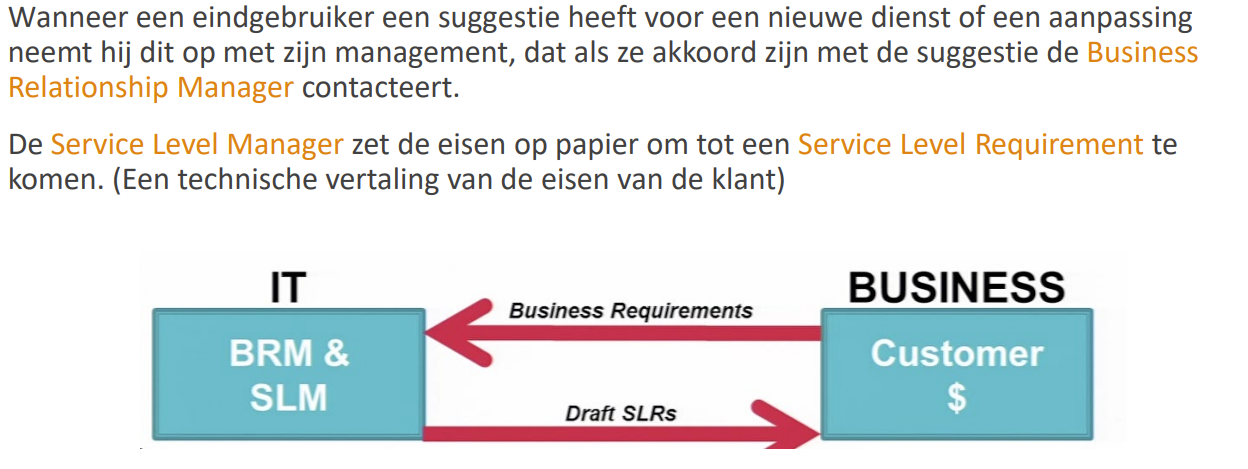 Wanneer een eindgebruiker een suggestie heeft voor een nieuwe dienst of een aanpassing
neemt hij dit op met zijn management, dat als ze akkoord zijn met de suggestie de Business
Relationship Manager contacteert.
De Service Level Manager zet de eisen op papier om tot een Service Level Requirement te
komen. (Een technische vertaling van de eisen van de klant)
IT
BUSINESS
Business Requirements
BRM &
SLM
Customer
$
Draft SLRs